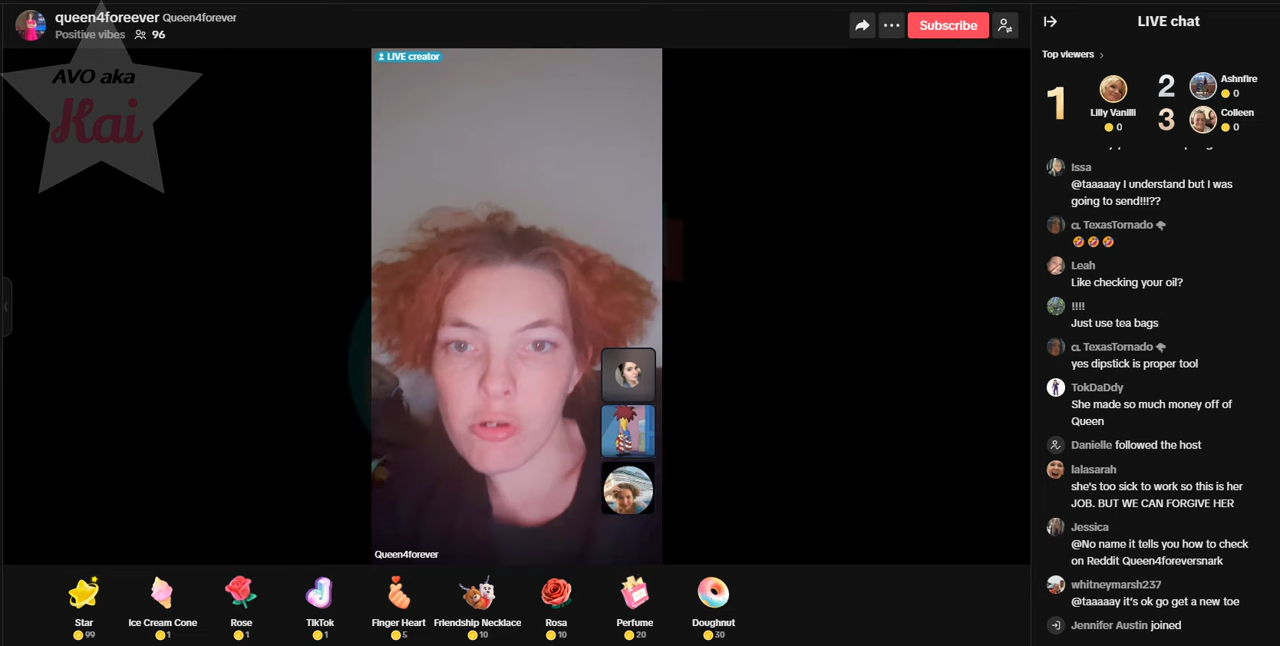 queen4foreever Queen4forever
Positive vibes 96
AVO aka
Kai
Subscribe
LIVE creator
Queen4forever
Star
99
Ice Cream Cone
1
Rose
1
TikTok
1
Finger Heart
5
Friendship Necklace
10
Rosa
10
Perfume
20
Doughnut
30
LIVE chat
Top viewers
1
Lilly Vanilli
0
2
Ashnfire
0
3
Colleen
0
Issa
@taaaaay I understand but I was
going to send!!!??
TexasTornado
🤣 🤣 🤣
Leah
Like checking your oil?
!!!!
Just use tea bags
TexasTornado
yes dipstick is proper tool
TokDaDdy
She made so much money off of
Queen
Danielle followed the host
lalasarah
she's too sick to work so this is her
JOB. BUT WE CAN FORGIVE HER
Jessica
@No name it tells you how to check
on Reddit Queen4foreversnark
whitneymarsh237
@taaaaay it's ok go get a new toe
Jennifer Austin joined